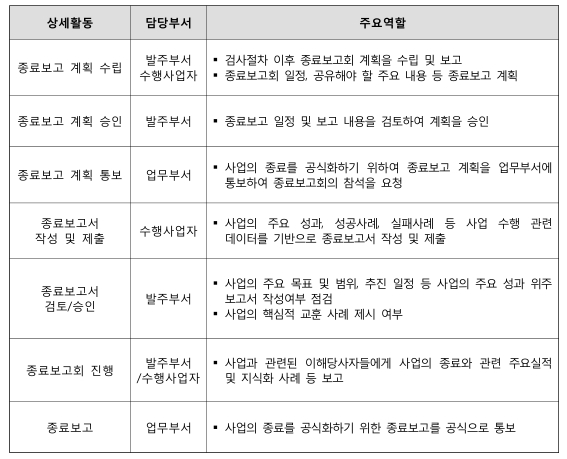 상세활동 담당부서 주요역할
종료보고 계획 수립
발주부서
수행사업자
▪ 검사절차 이후 종료보고회 계획을 수립 및 보고
▪ 종료보고회 일정, 공유해야 할 주요 내용 등 종료보고 계획
종료보고 계획 승인 발주부서 ▪ 종료보고 일정 및 보고 내용을 검토하여 계획을 승인
종료보고 계획 통보 업무부서
▪ 사업의 종료를 공식화하기 위하여 종료보고 계획을 업무부서에
통보하여 종료보고회의 참석을 요청
종료보고서
작성 및 제출
수행사업자
▪ 사업의 주요 성과, 성공사례, 실패사례 등 사업 수행 관련
데이터를 기반으로 종료보고서 작성 및 제출
종료보고서
검토/승인
발주부서
▪ 사업의 주요 목표 및 범위, 추진 일정 등 사업의 주요 성과 위주
보고서 작성여부 점검
▪ 사업의 핵심적 교훈 사례 제시 여부
종료보고회 진행
발주부서
/수행사업자
▪ 사업과 관련된 이해당사자들에게 사업의 종료와 관련 주요실적
및 지식화 사례 등 보고
종료보고 업무부서 ▪ 사업의 종료를 공식화하기 위한 종료보고를 공식으로 통보